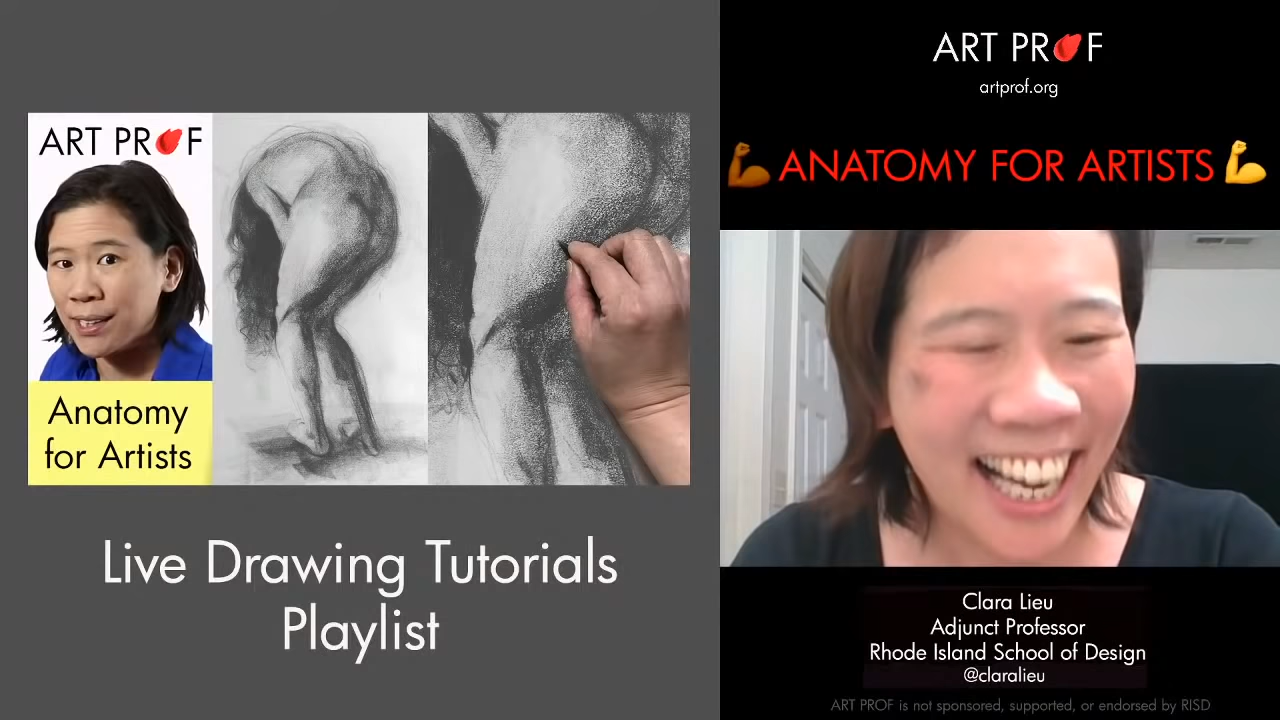 ART PROF
Anatomy
for Artists
Live Drawing Tutorials
Playlist
ART PROF
artprof.org
ANATOMY FOR ARTISTS
Clara Lieu
Adjunct Professor
Rhode Island School of Design
@claralieu
ART PROF is not sponsored, supported, or endorsed by RISD